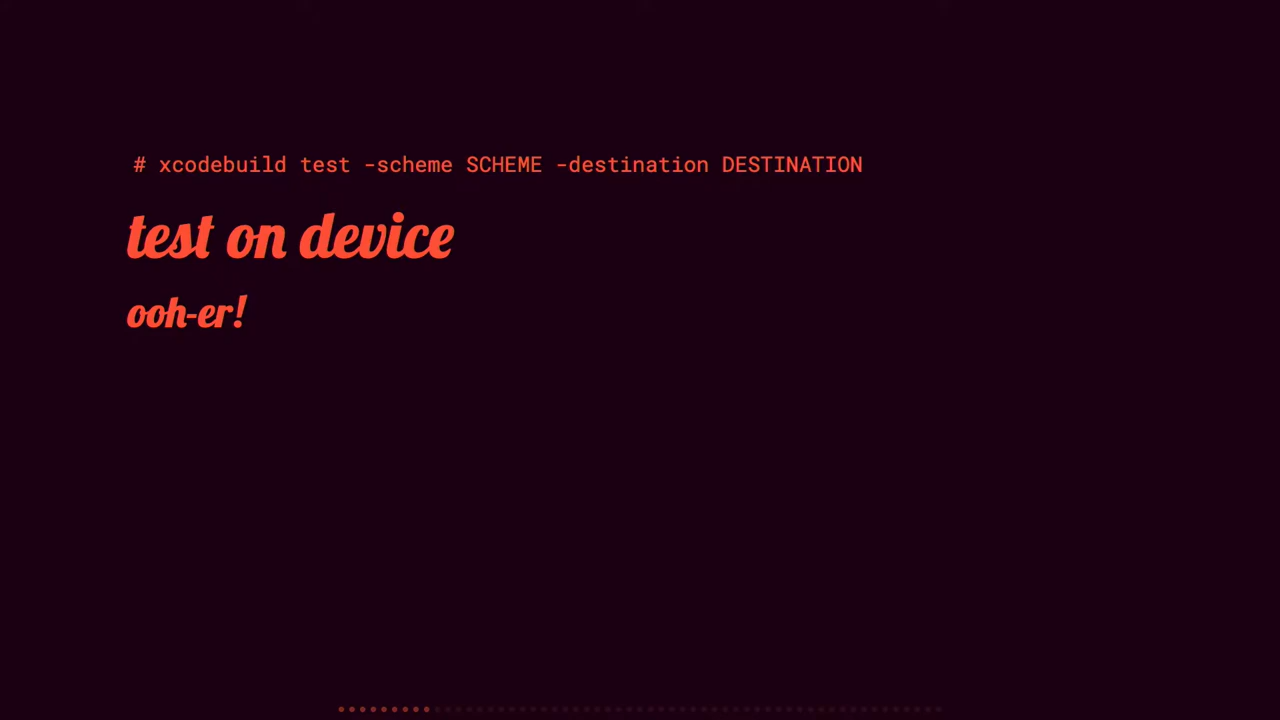 # xcodebuild test -scheme SCHEME -destination DESTINATION
test on device
ooh-er!